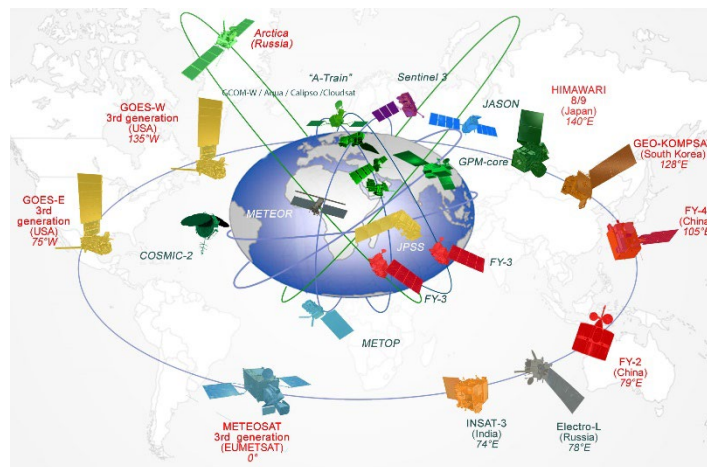 Arctica
(Russia)
"A-Train"
GCOM-W / Aqua / Calipso /Cloudsat
Sentinel 3
JASON
HIMAWARI
8/9
(Japan)
140°E
GOES-W
3rd generation
(USA)
135°W
GPM-core
GEO-KOMPSA
(South Korea)
128°E
GOES-E
3rd
generation
(USA)
75°W
METEOR
FY-4
(China
105°E
COSMIC-2
JPSS
FY-3
FY-3
METOP
FY-2
(China)
79°E
METEOSAT
3rd generation
(EUMETSAT)
0°
INSAT-3
(India)
74°E
Electro-L
(Russia)
78°E